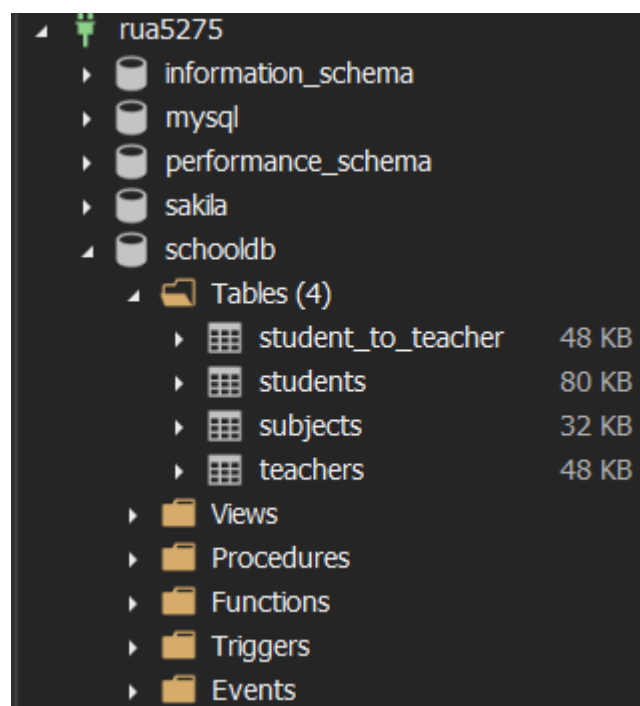 rua5275
information_schema
mysql
performance_schema
sakila
schooldb
Tables (4)
student_to_teacher 48 KB
students 80 KB
subjects 32 KB
teachers 48 KB
Views
Procedures
Functions
Triggers
Events